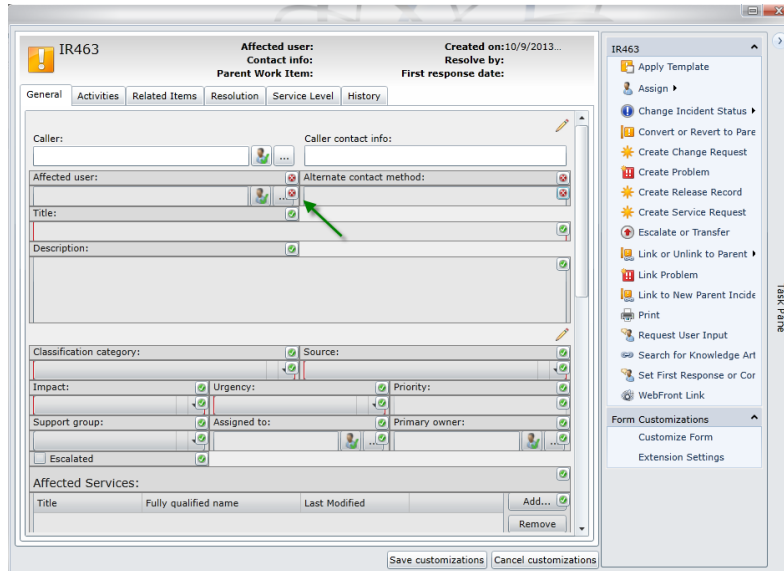 IR463
Affected user:
Contact info:
Parent Work Item:
Created on:10/9/2013...
Resolve by:
First response date:
General Activities Related Items Resolution Service Level History
Caller: Caller contact info:
...
Affected user: Alternate contact method:
...
Title:
Description:
Classification category: Source:
Impact: Urgency: Priority:
Support group: Assigned to: Primary owner:
... ...
Escalated
Affected Services:
Title Fully qualified name Last Modified Add...
Remove
Save customizations Cancel customizations
IR463
Apply Template
Assign
Change Incident Status
Convert or Revert to Pare
Create Change Request
Create Problem
Create Release Record
Create Service Request
Escalate or Transfer
Link or Unlink to Parent
Link Problem
Link to New Parent Incide
Print
Request User Input
Search for Knowledge Art
Set First Response or Cor
WebFront Link
Form Customizations
Customize Form
Extension Settings
Task Pane